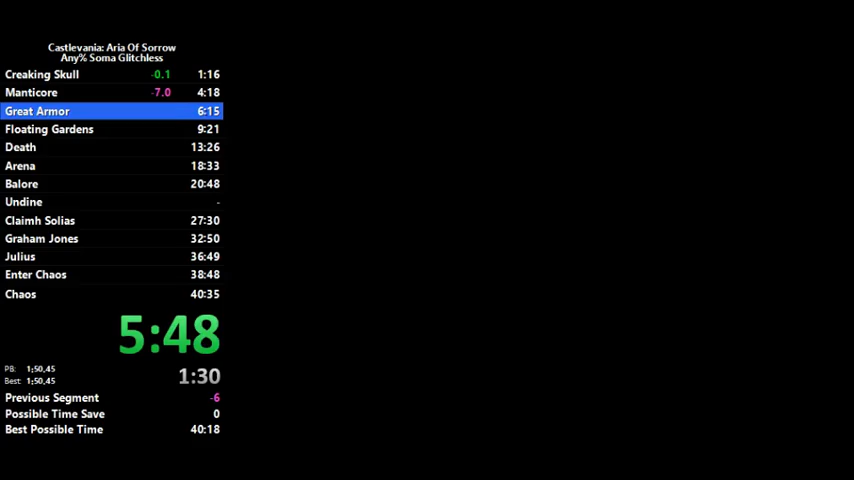 Castlevania: Aria Of Sorrow
Any% Soma Glitchless
Creaking Skull -0.1 1:16
Manticore -7.0 4:18
Great Armor 6:15
Floating Gardens 9:21
Death 13:26
Arena 18:33
Balore 20:48
Undine -
Claimh Solias 27:30
Graham Jones 32:50
Julius 36:49
Enter Chaos 38:48
Chaos 40:35
5:48
PB: 1:50,45 1:30
Best: 1:50,45
Previous Segment -6
Possible Time Save 0
Best Possible Time 40:18